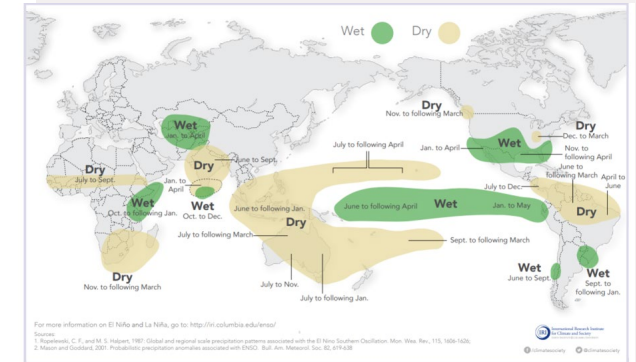 Wet
Dry
Dry
Nov. to following March
Dry
Dec. to March
Wet
Jan. to April
Nov. to
following April
Wet
Jan. to April
July to following April
June to Sept.
Dry
Dry
July to Sept.
Jan. to
April
June to
following March
April to
June
July to Dec.
Wet
Oct. to following Jan.
Wet
Oct. to Dec.
June to following Jan.
Dry
June to following April
Wet
Jan. to May
Dry
July to following March
Sept. to following March
Dry
Nov. to following March
July to Nov.
July to following Jan.
Wet
June to Sept.
Wet
Sept. to
following Jan.
For more information on El Niño and La Niña, go to: http://iri.columbia.edu/enso/
Sources:
1. Ropelewski, C. F., and M. S. Halpert, 1987: Global and regional scale precipitation patterns associated with the El Nino Southern Oscillation. Mon. Wea. Rev., 115, 1606-1626;
2. Mason and Goddard, 2001. Probabilistic precipitation anomalies associated with ENSO. Bull. Am. Meteorol. Soc. 82, 619-638
IRI
International Research Institute
for Climate and Society
climatesociety
@climatesociety